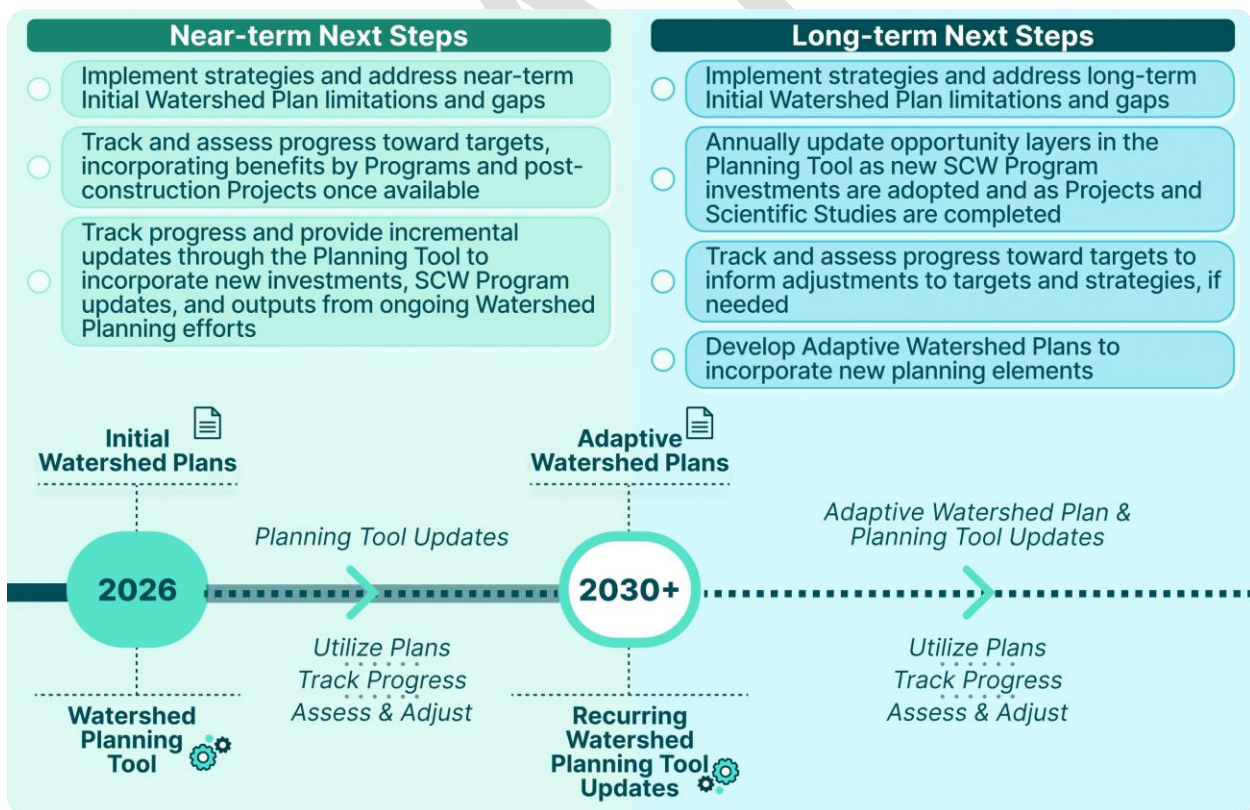 Near-term Next Steps
Implement strategies and address near-term
Initial Watershed Plan limitations and gaps
Track and assess progress toward targets,
incorporating benefits by Programs and post-
construction Projects once available
Track progress and provide incremental
updates through the Planning Tool to
incorporate new investments, SCW Program
updates, and outputs from ongoing Watershed
Planning efforts
Long-term Next Steps
Implement strategies and address long-term
Initial Watershed Plan limitations and gaps
Annually update opportunity layers in the
Planning Tool as new SCW Program
investments are adopted and as Projects and
Scientific Studies are completed
Track and assess progress toward targets to
inform adjustments to targets and strategies, if
needed
Develop Adaptive Watershed Plans to
incorporate new planning elements
Initial
Watershed Plans
2026
Watershed
Planning
Tool
Planning Tool Updates
Utilize Plans
Track Progress
Assess & Adjust
Adaptive
Watershed Plans
2030+
Recurring
Watershed
Planning Tool
Updates
Adaptive Watershed Plan &
Planning Tool Updates
Utilize Plans
Track Progress
Assess & Adjust